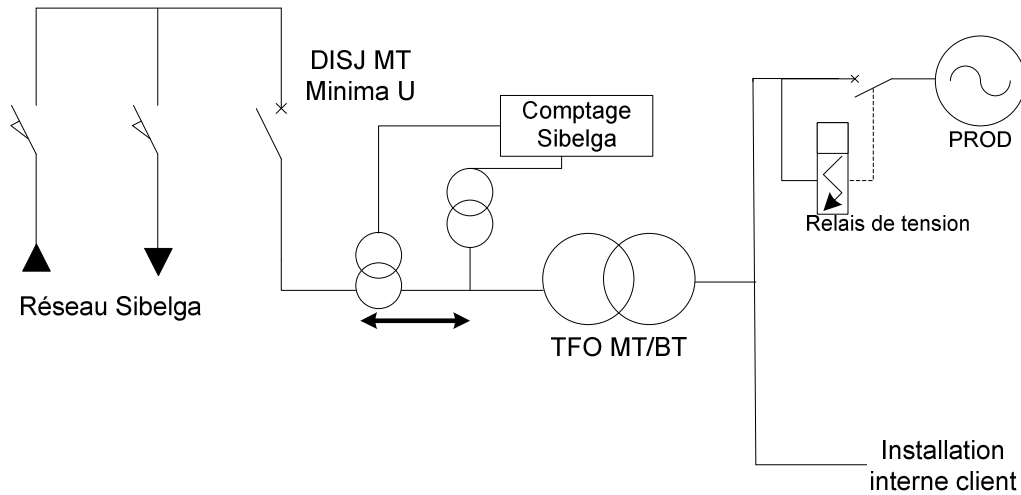 DISJ MT
Minima U
Comptage
Sibelga
PROD
Relais de tension
Réseau Sibelga
TFO MT/BT
Installation
interne client